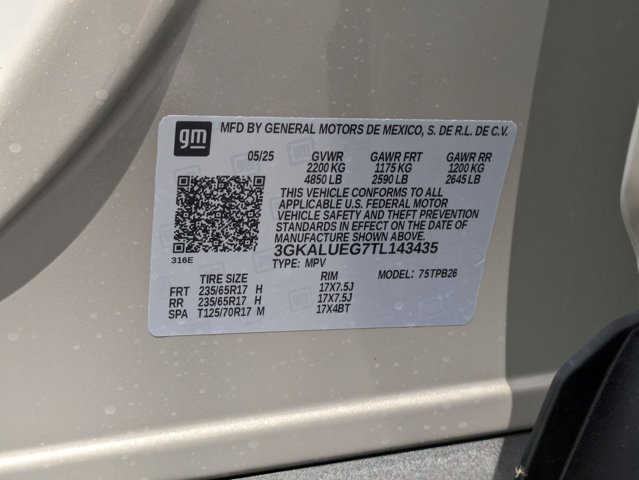 gm MFD BY GENERAL MOTORS DE MEXICO, S. DE R.L. DE C.V.
05/25 GVWR GAWR FRT GAWR RR
2200 KG 1175 KG 1200 KG
4850 LB 2590 LB 2645 LB
THIS VEHICLE CONFORMS TO ALL
APPLICABLE U.S. FEDERAL MOTOR
VEHICLE SAFETY AND THEFT PREVENTION
STANDARDS IN EFFECT ON THE DATE OF
MANUFACTURE SHOWN ABOVE.
3GKALUEG7TL143435
316E TYPE: MPV
TIRE SIZE RIM MODEL: 75TPB26
FRT 235/65R17 H 17X7.5J
RR 235/65R17 H 17X7.5J
SPA T125/70R17 M 17X4BT